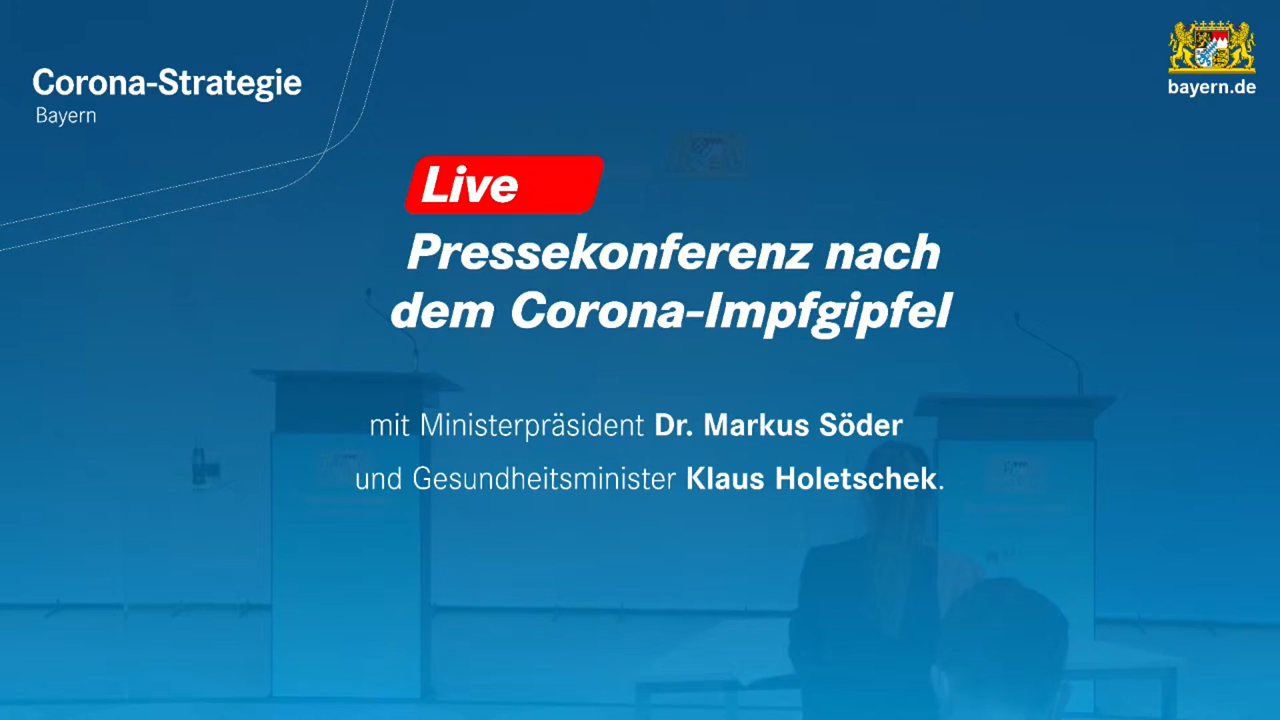 Corona-Strategie
Bayern
bayern.de
Live
Pressekonferenz nach
dem Corona-Impfgipfel
mit Ministerpräsident Dr. Markus Söder
und Gesundheitsminister Klaus Holetschek.